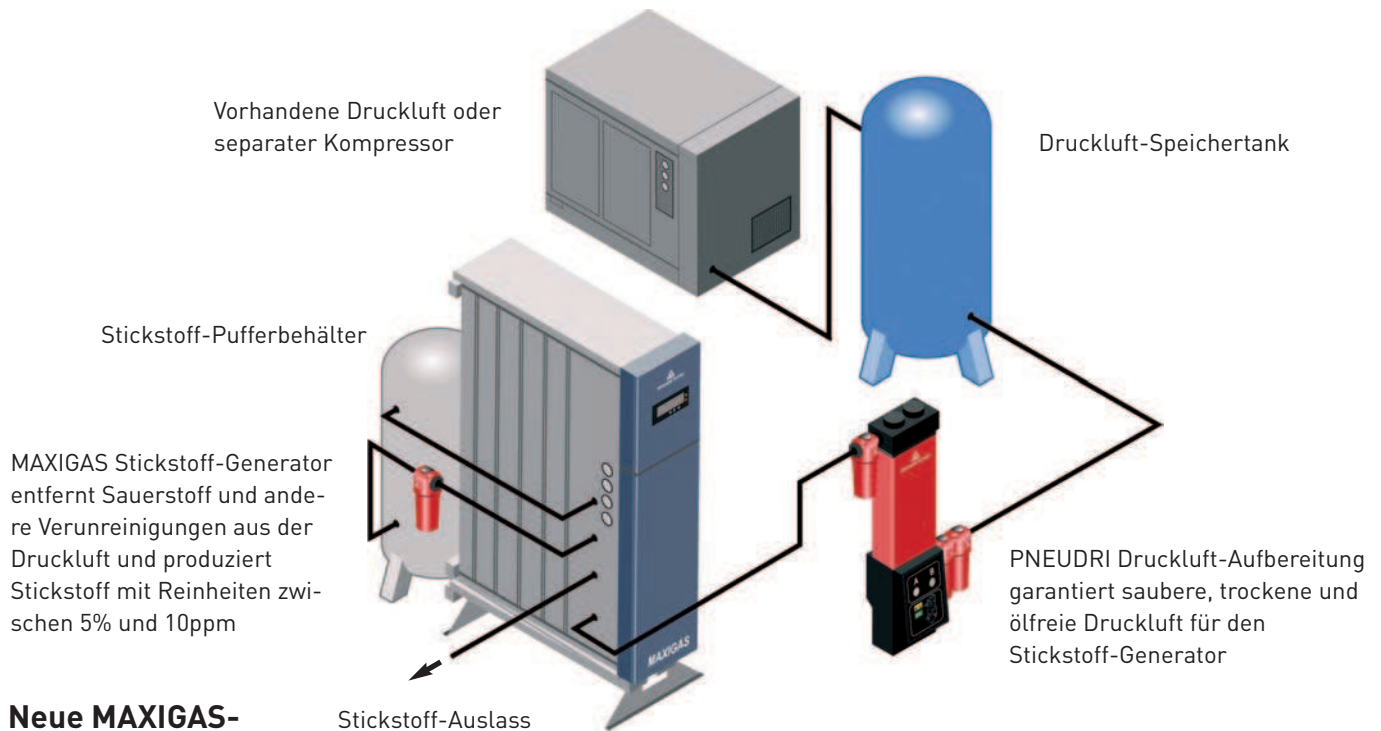 Vorhandene Druckluft oder
separater Kompressor
Druckluft-Speichertank
Stickstoff-Pufferbehälter
MAXIGAS Stickstoff-Generator
entfernt Sauerstoff und ande-
re Verunreinigungen aus der
Druckluft und produziert
Stickstoff mit Reinheiten zwi-
schen 5% und 10ppm
PNEUDRI Druckluft-Aufbereitung
garantiert saubere, trockene und
ölfreie Druckluft für den
Stickstoff-Generator
A B
MAXIGAS
Neue MAXIGAS-
Stickstoff-Auslass